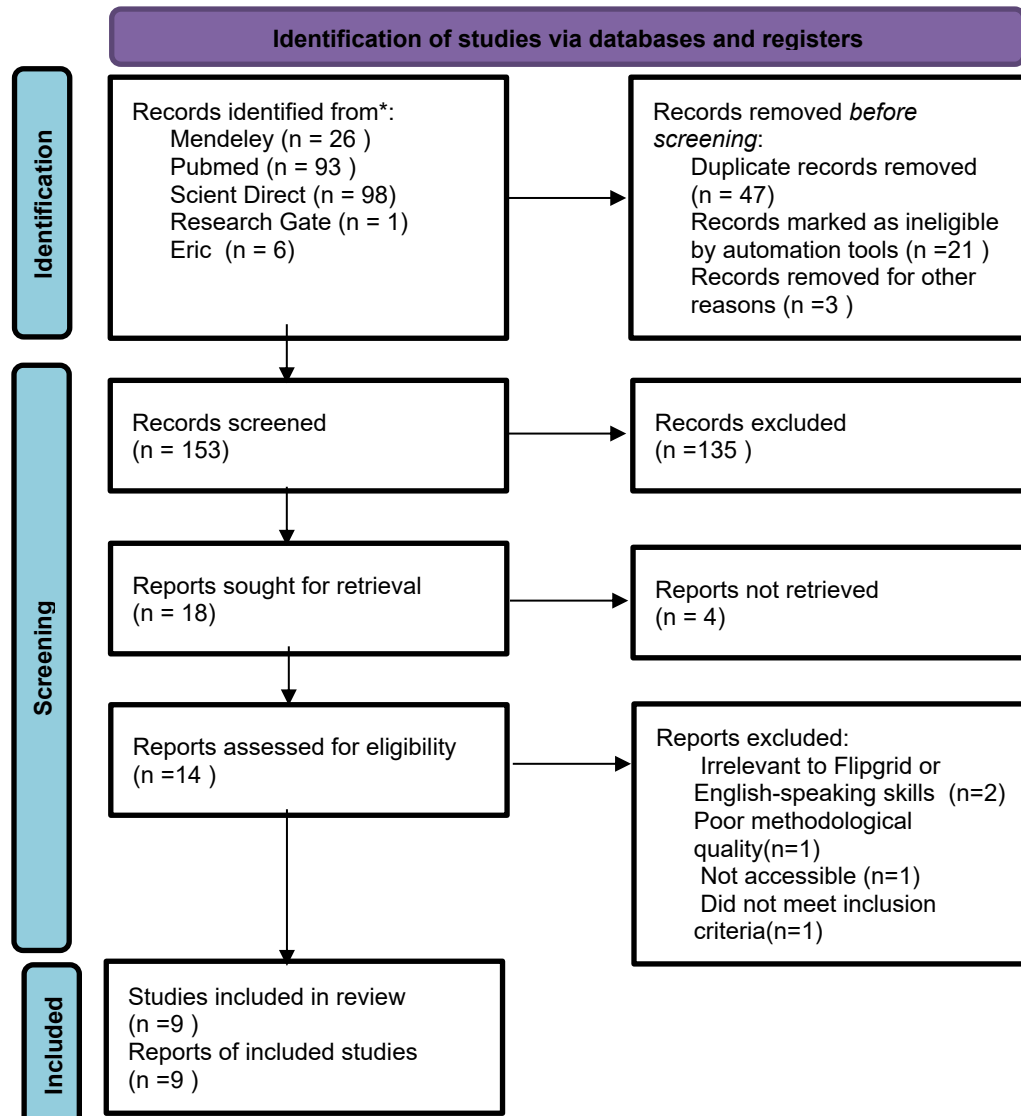 Identification of studies via databases and registers
Identification
Records identified from*:
Mendeley (n = 26 )
Pubmed (n = 93 )
Scient Direct (n = 98)
Research Gate (n = 1)
Eric  (n = 6)
Records removed before
screening:
Duplicate records removed
(n = 47)
Records marked as ineligible
by automation tools (n =21 )
Records removed for other
reasons (n =3 )
Screening
Records screened
(n = 153)
Records excluded
(n =135 )
Reports sought for retrieval
(n = 18)
Reports not retrieved
(n = 4)
Reports assessed for eligibility
(n =14 )
Reports excluded:
Irrelevant to Flipgrid or
English-speaking skills  (n=2)
Poor methodological
quality(n=1)
Not accessible (n=1)
Did not meet inclusion
criteria(n=1)
Included
Studies included in review
(n =9 )
Reports of included studies
(n =9 )